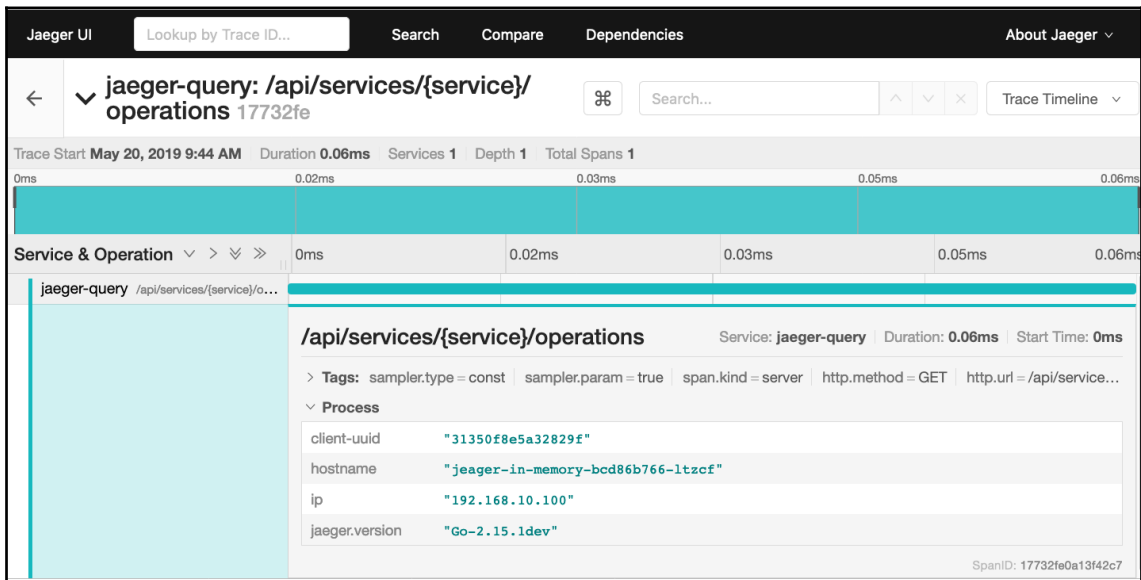 Jaeger UI Lookup by Trace ID... Search Compare Dependencies About Jaeger
jaeger-query: /api/services/{service}/
operations 17732fe
⌘ Search... Trace Timeline
Trace Start May 20, 2019 9:44 AM Duration 0.06ms Services 1 Depth 1 Total Spans 1
0ms 0.02ms 0.03ms 0.05ms 0.06ms
Service & Operation 0ms 0.02ms 0.03ms 0.05ms 0.06ms
jaeger-query /api/services/{service}/o...
/api/services/{service}/operations Service: jaeger-query Duration: 0.06ms Start Time: 0ms
Tags: sampler.type = const sampler.param = true span.kind = server http.method = GET http.url = /api/service...
Process
client-uuid "31350f8e5a32829f"
hostname "jeager-in-memory-bcd86b766-ltzcf"
ip "192.168.10.100"
jaeger.version "Go-2.15.1dev"
SpanID: 17732fe0a13f42c7